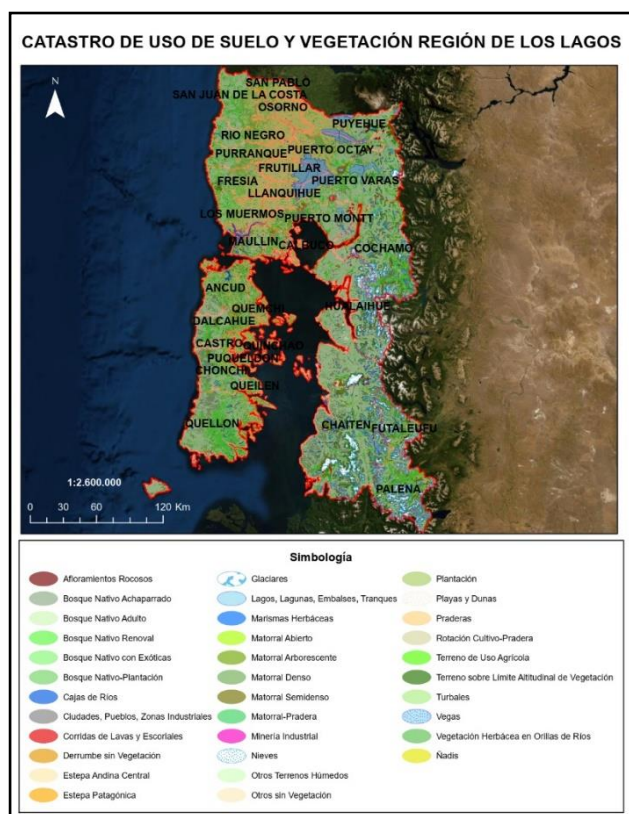 CATASTRO DE USO DE SUELO Y VEGETACIÓN REGIÓN DE LOS LAGOS
N
SAN PABLO
SAN JUAN DE LA COSTA
OSORNO
PUYEHUE
RIO NEGRO
PUERTO OCTAY
PURRANQUE
FRUTILLAR
FRESIA
PUERTO VARAS
LLANQUIHUE
LOS MUERMOS
PUERTO MONTT
MAULLIN
CALBUCO
COCHAMO
ANCUD
QUEMCHI
HUALAIHUE
DALCAHUE
CASTRO
QUINCHAO
PUQUELDON
CHONCHI
QUEILEN
QUELLON
CHAITEN
FUTALEUFU
PALENA
1:2.600.000
0 30 60 120 Km
Simbología
Afloramientos Rocosos
Bosque Nativo Achaparrado
Bosque Nativo Adulto
Bosque Nativo Renoval
Bosque Nativo con Exóticas
Bosque Nativo-Plantación
Cajas de Ríos
Ciudades, Pueblos, Zonas Industriales
Corridas de Lavas y Escoriales
Derrumbe sin Vegetación
Estepa Andina Central
Estepa Patagónica
Glaciares
Lagos, Lagunas, Embalses, Tranques
Marismas Herbáceas
Matorral Abierto
Matorral Arborescente
Matorral Denso
Matorral Semidenso
Matorral-Pradera
Minería Industrial
Nieves
Otros Terrenos Húmedos
Otros sin Vegetación
Plantación
Playas y Dunas
Praderas
Rotación Cultivo-Pradera
Terreno de Uso Agrícola
Terreno sobre Límite Altitudinal de Vegetación
Turbales
Vegas
Vegetación Herbácea en Orillas de Ríos
Ñadis